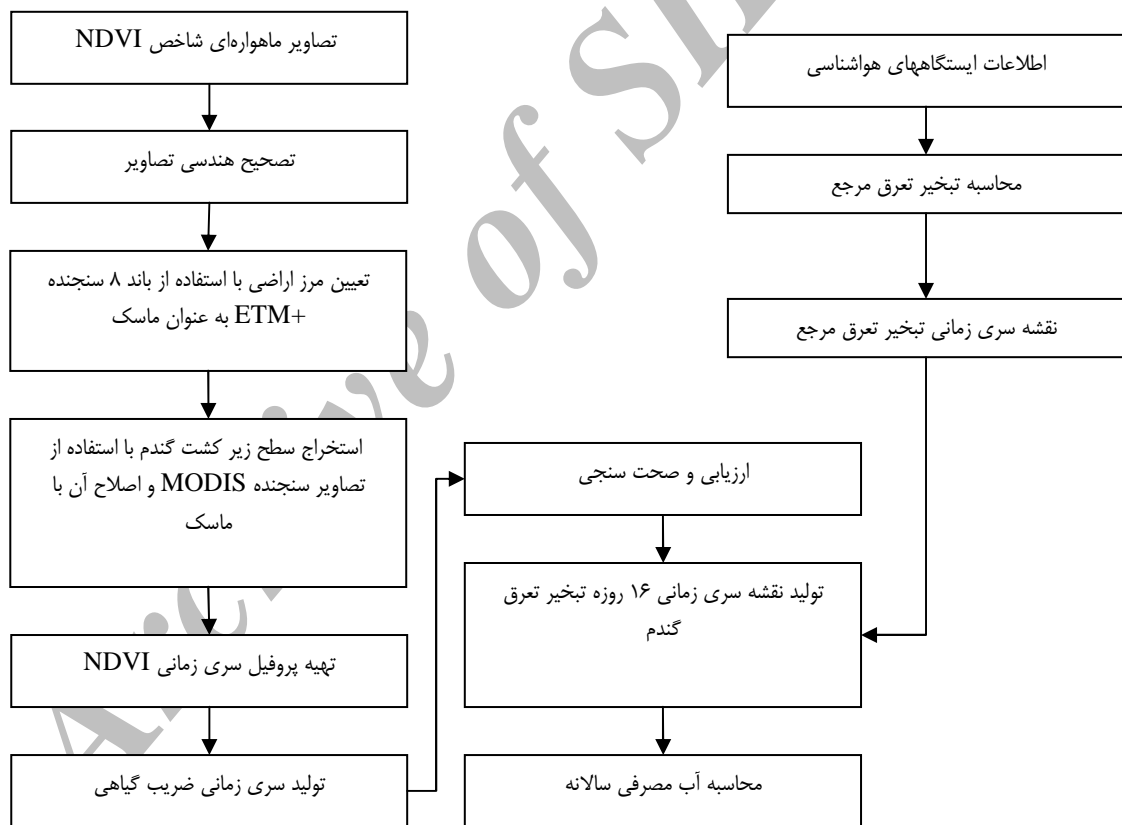 تصاویر ماهواره‌ای شاخص NDVI
تصحیح هندسی تصاویر
تعیین مرز اراضی با استفاده از باند ۸ سنجنده
ETM+ به عنوان ماسک
استخراج سطح زیر کشت گندم با استفاده از
تصاویر سنجنده MODIS و اصلاح آن با
ماسک
تهیه پروفیل سری زمانی NDVI
تولید سری زمانی ضریب گیاهی
ارزیابی و صحت سنجی
تولید نقشه سری زمانی ۱۶ روزه تبخیر تعرق
گندم
محاسبه آب مصرفی سالانه
اطلاعات ایستگاههای هواشناسی
محاسبه تبخیر تعرق مرجع
نقشه سری زمانی تبخیر تعرق مرجع
Archive of SI